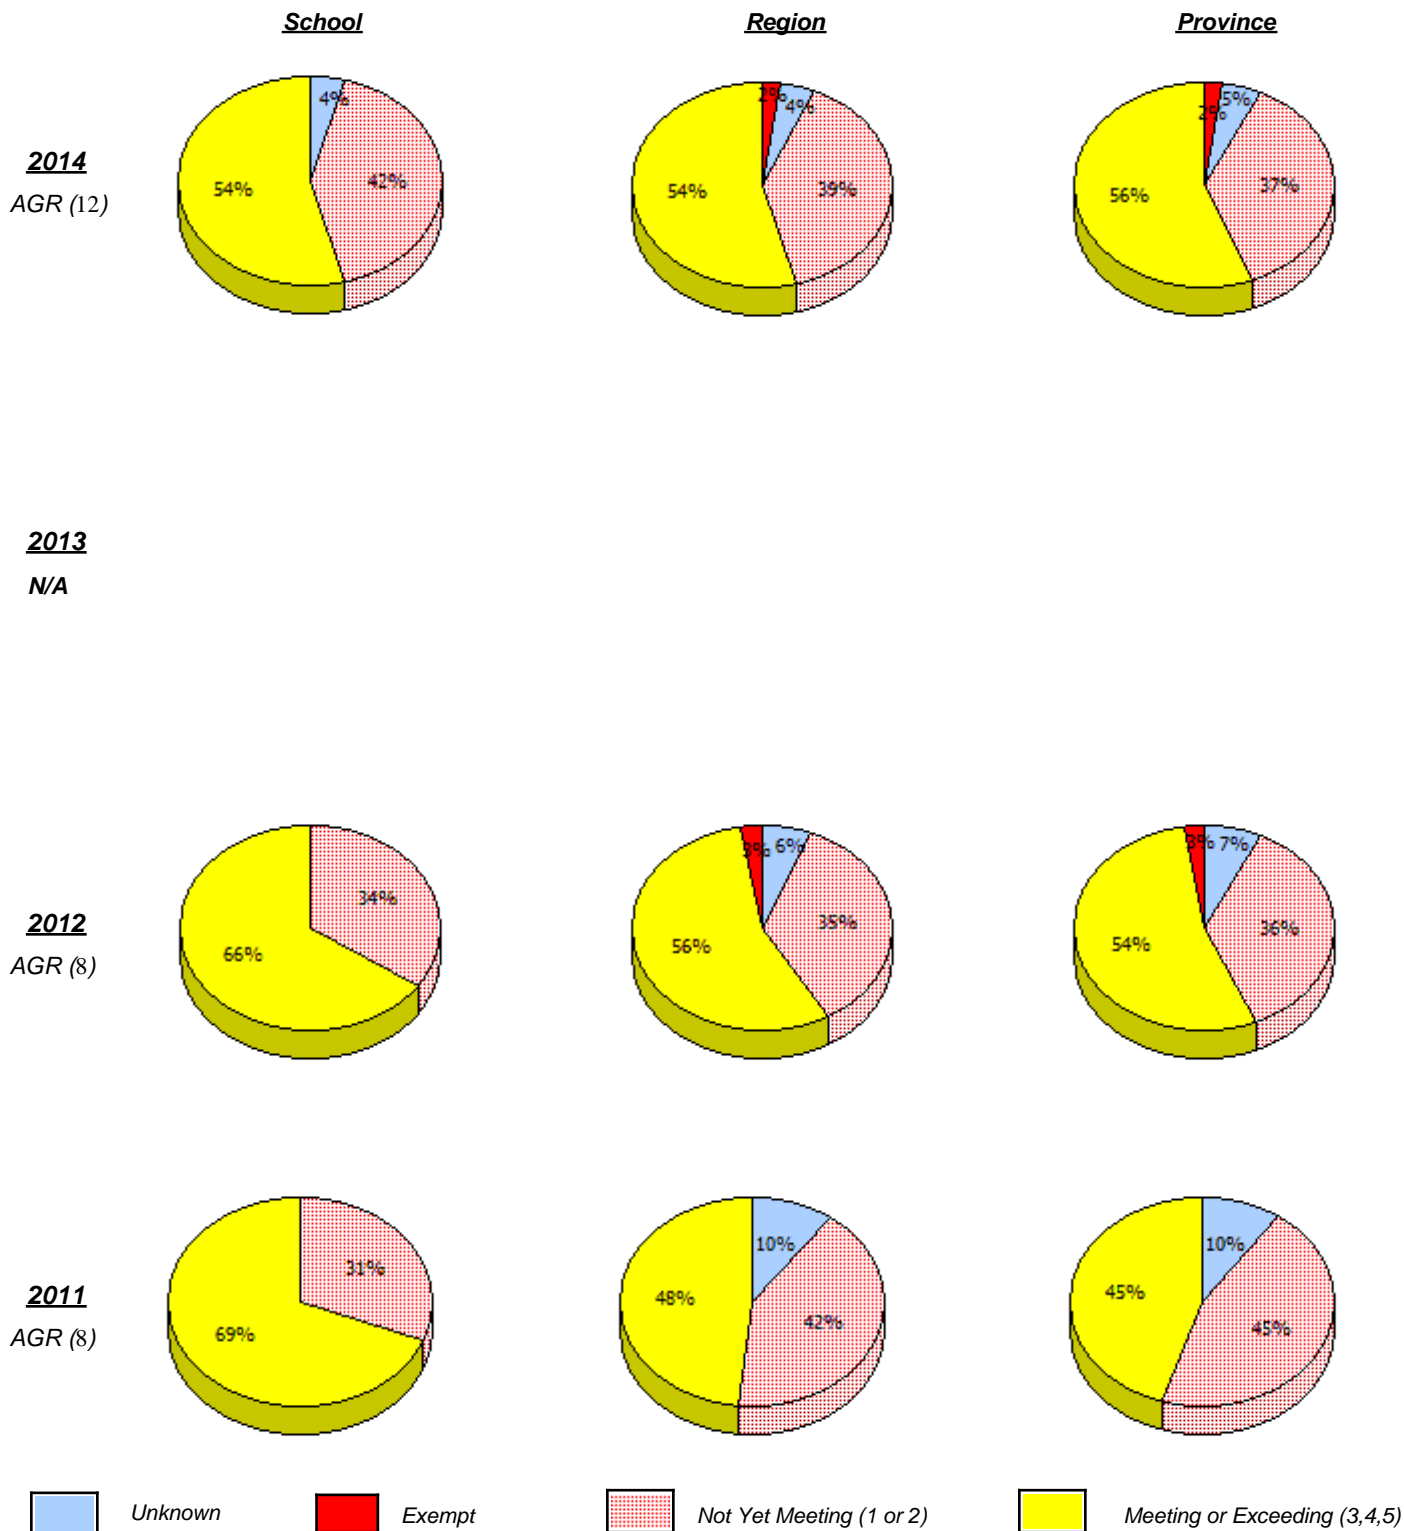 School Region Province
2014
AGR (12)
4% 42% 54%
2% 4% 39% 54%
2% 5% 37% 56%
2013
N/A
2012
AGR (8)
34% 66%
3% 6% 35% 56%
3% 7% 36% 54%
2011
AGR (8)
31% 69%
10% 42% 48%
10% 45% 45%
Unknown Exempt Not Yet Meeting (1 or 2) Meeting or Exceeding (3,4,5)